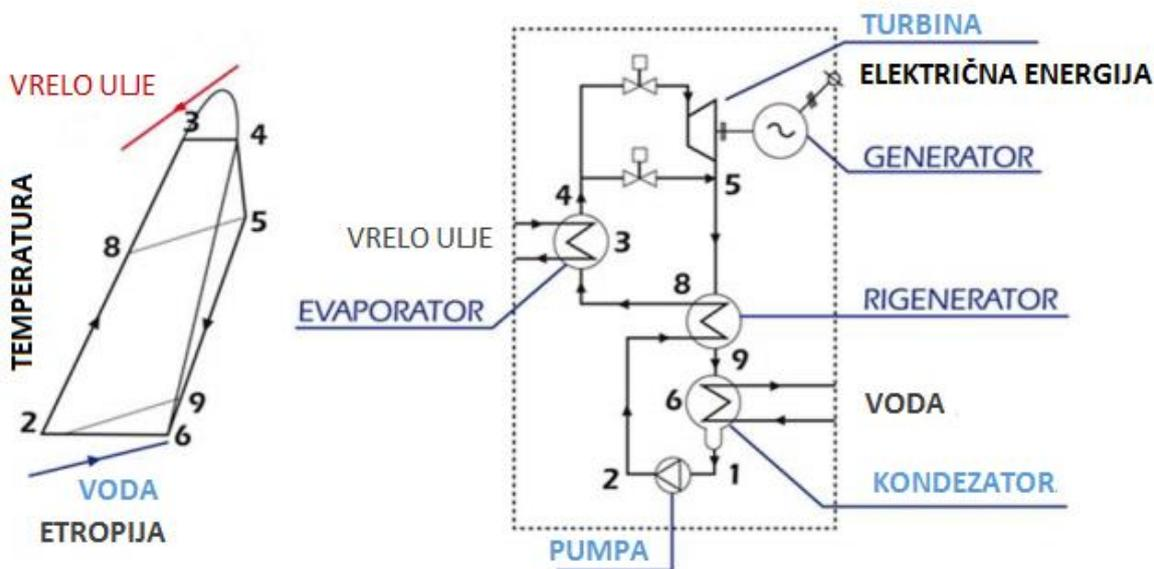 VRELO ULJE
3
4
TEMPERATURA
8
5
2
9
6
VODA
ETROPIJA
TURBINA
ELEKTRIČNA ENERGIJA
GENERATOR
4
5
VRELO ULJE
3
EVAPORATOR
8
RIGENERATOR
9
6
VODA
2
1
KONDEZATOR
PUMPA